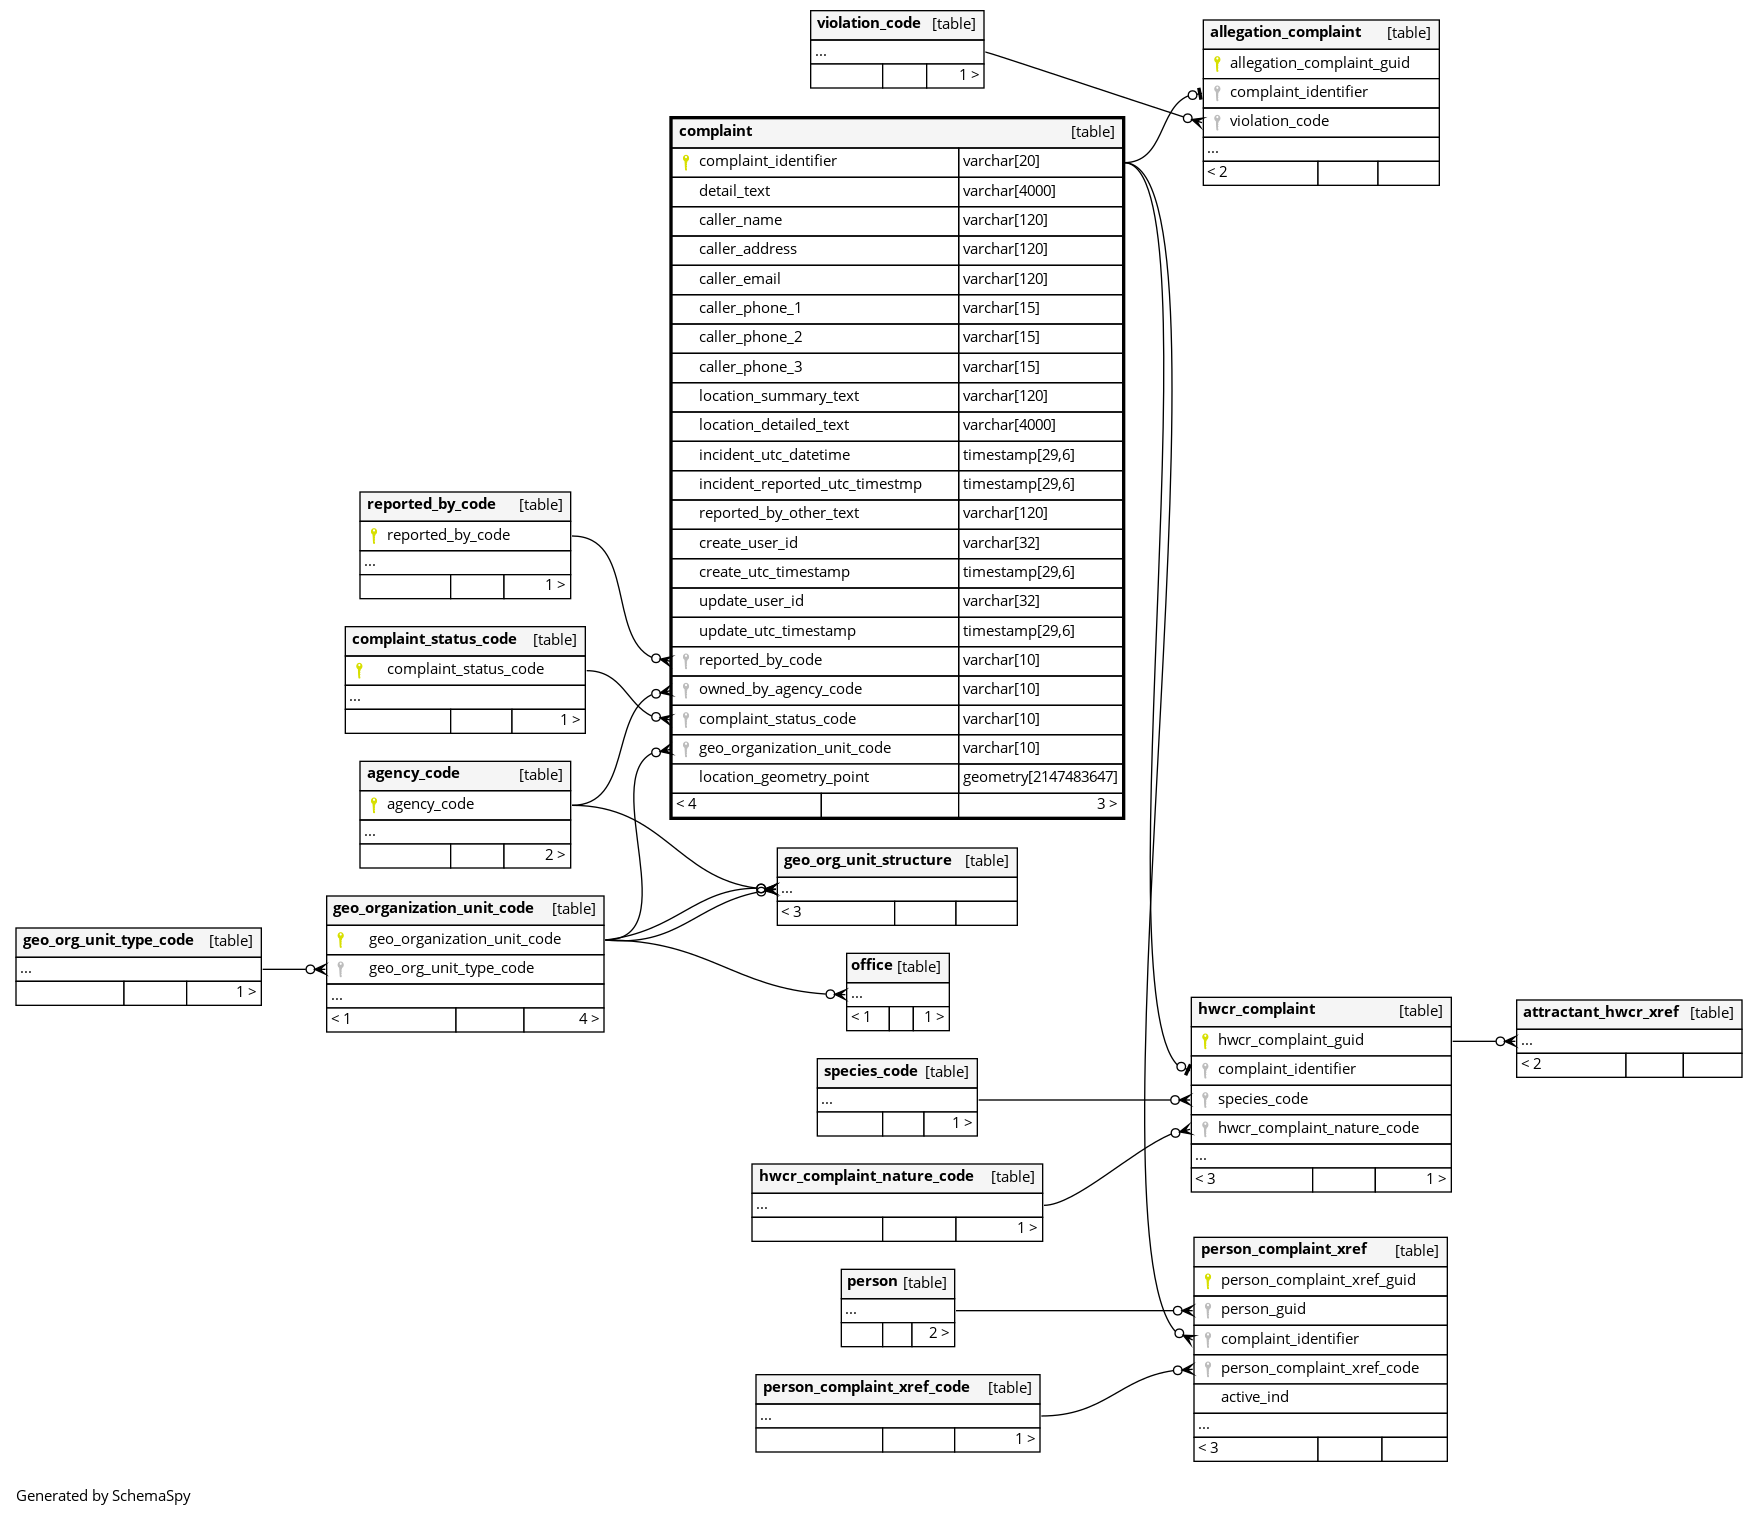 violation_code [table]
...
1 >
allegation_complaint [table]
allegation_complaint_guid
complaint_identifier
violation_code
...
< 2
complaint [table]
complaint_identifier varchar[20]
detail_text varchar[4000]
caller_name varchar[120]
caller_address varchar[120]
caller_email varchar[120]
caller_phone_1 varchar[15]
caller_phone_2 varchar[15]
caller_phone_3 varchar[15]
location_summary_text varchar[120]
location_detailed_text varchar[4000]
incident_utc_datetime timestamp[29,6]
incident_reported_utc_timestmp timestamp[29,6]
reported_by_other_text varchar[120]
create_user_id varchar[32]
create_utc_timestamp timestamp[29,6]
update_user_id varchar[32]
update_utc_timestamp timestamp[29,6]
reported_by_code varchar[10]
owned_by_agency_code varchar[10]
complaint_status_code varchar[10]
geo_organization_unit_code varchar[10]
location_geometry_point geometry[2147483647]
< 4 3 >
reported_by_code [table]
reported_by_code
...
1 >
complaint_status_code [table]
complaint_status_code
...
1 >
agency_code [table]
agency_code
...
2 >
geo_org_unit_structure [table]
...
< 3
geo_organization_unit_code [table]
geo_organization_unit_code
geo_org_unit_type_code
...
< 1 4 >
geo_org_unit_type_code [table]
...
1 >
office [table]
...
< 1 1 >
hwcr_complaint [table]
hwcr_complaint_guid
complaint_identifier
species_code
hwcr_complaint_nature_code
...
< 3 1 >
attractant_hwcr_xref [table]
...
< 2
species_code [table]
...
1 >
hwcr_complaint_nature_code [table]
...
1 >
person_complaint_xref [table]
person_complaint_xref_guid
person_guid
complaint_identifier
person_complaint_xref_code
active_ind
...
< 3
person [table]
...
2 >
person_complaint_xref_code [table]
...
1 >
Generated by SchemaSpy